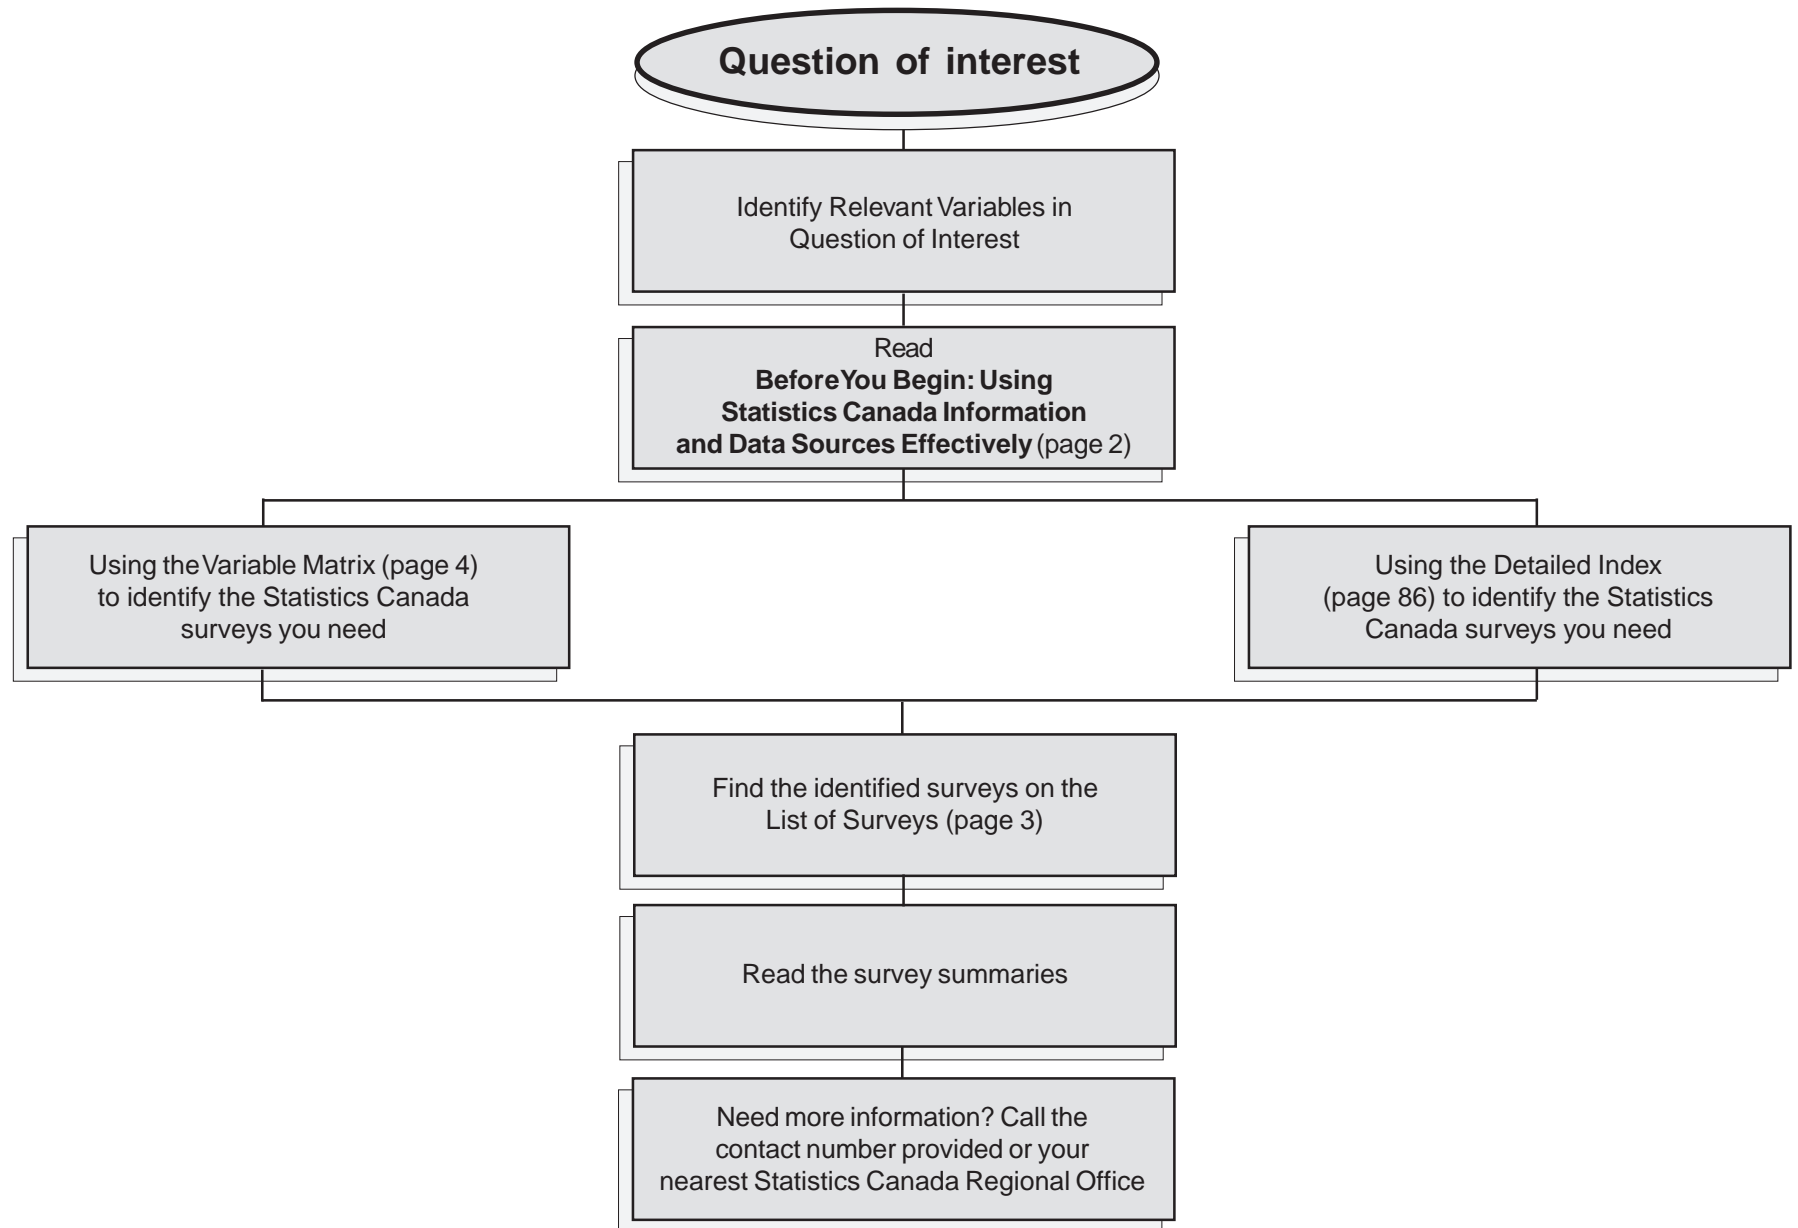 Question of interest
Identify Relevant Variables in
Question of Interest
Read
Before You Begin: Using
Statistics Canada Information
and Data Sources Effectively (page 2)
Using the Variable Matrix (page 4)
to identify the Statistics Canada
surveys you need
Using the Detailed Index
(page 86) to identify the Statistics
Canada surveys you need
Find the identified surveys on the
List of Surveys (page 3)
Read the survey summaries
Need more information? Call the
contact number provided or your
nearest Statistics Canada Regional Office